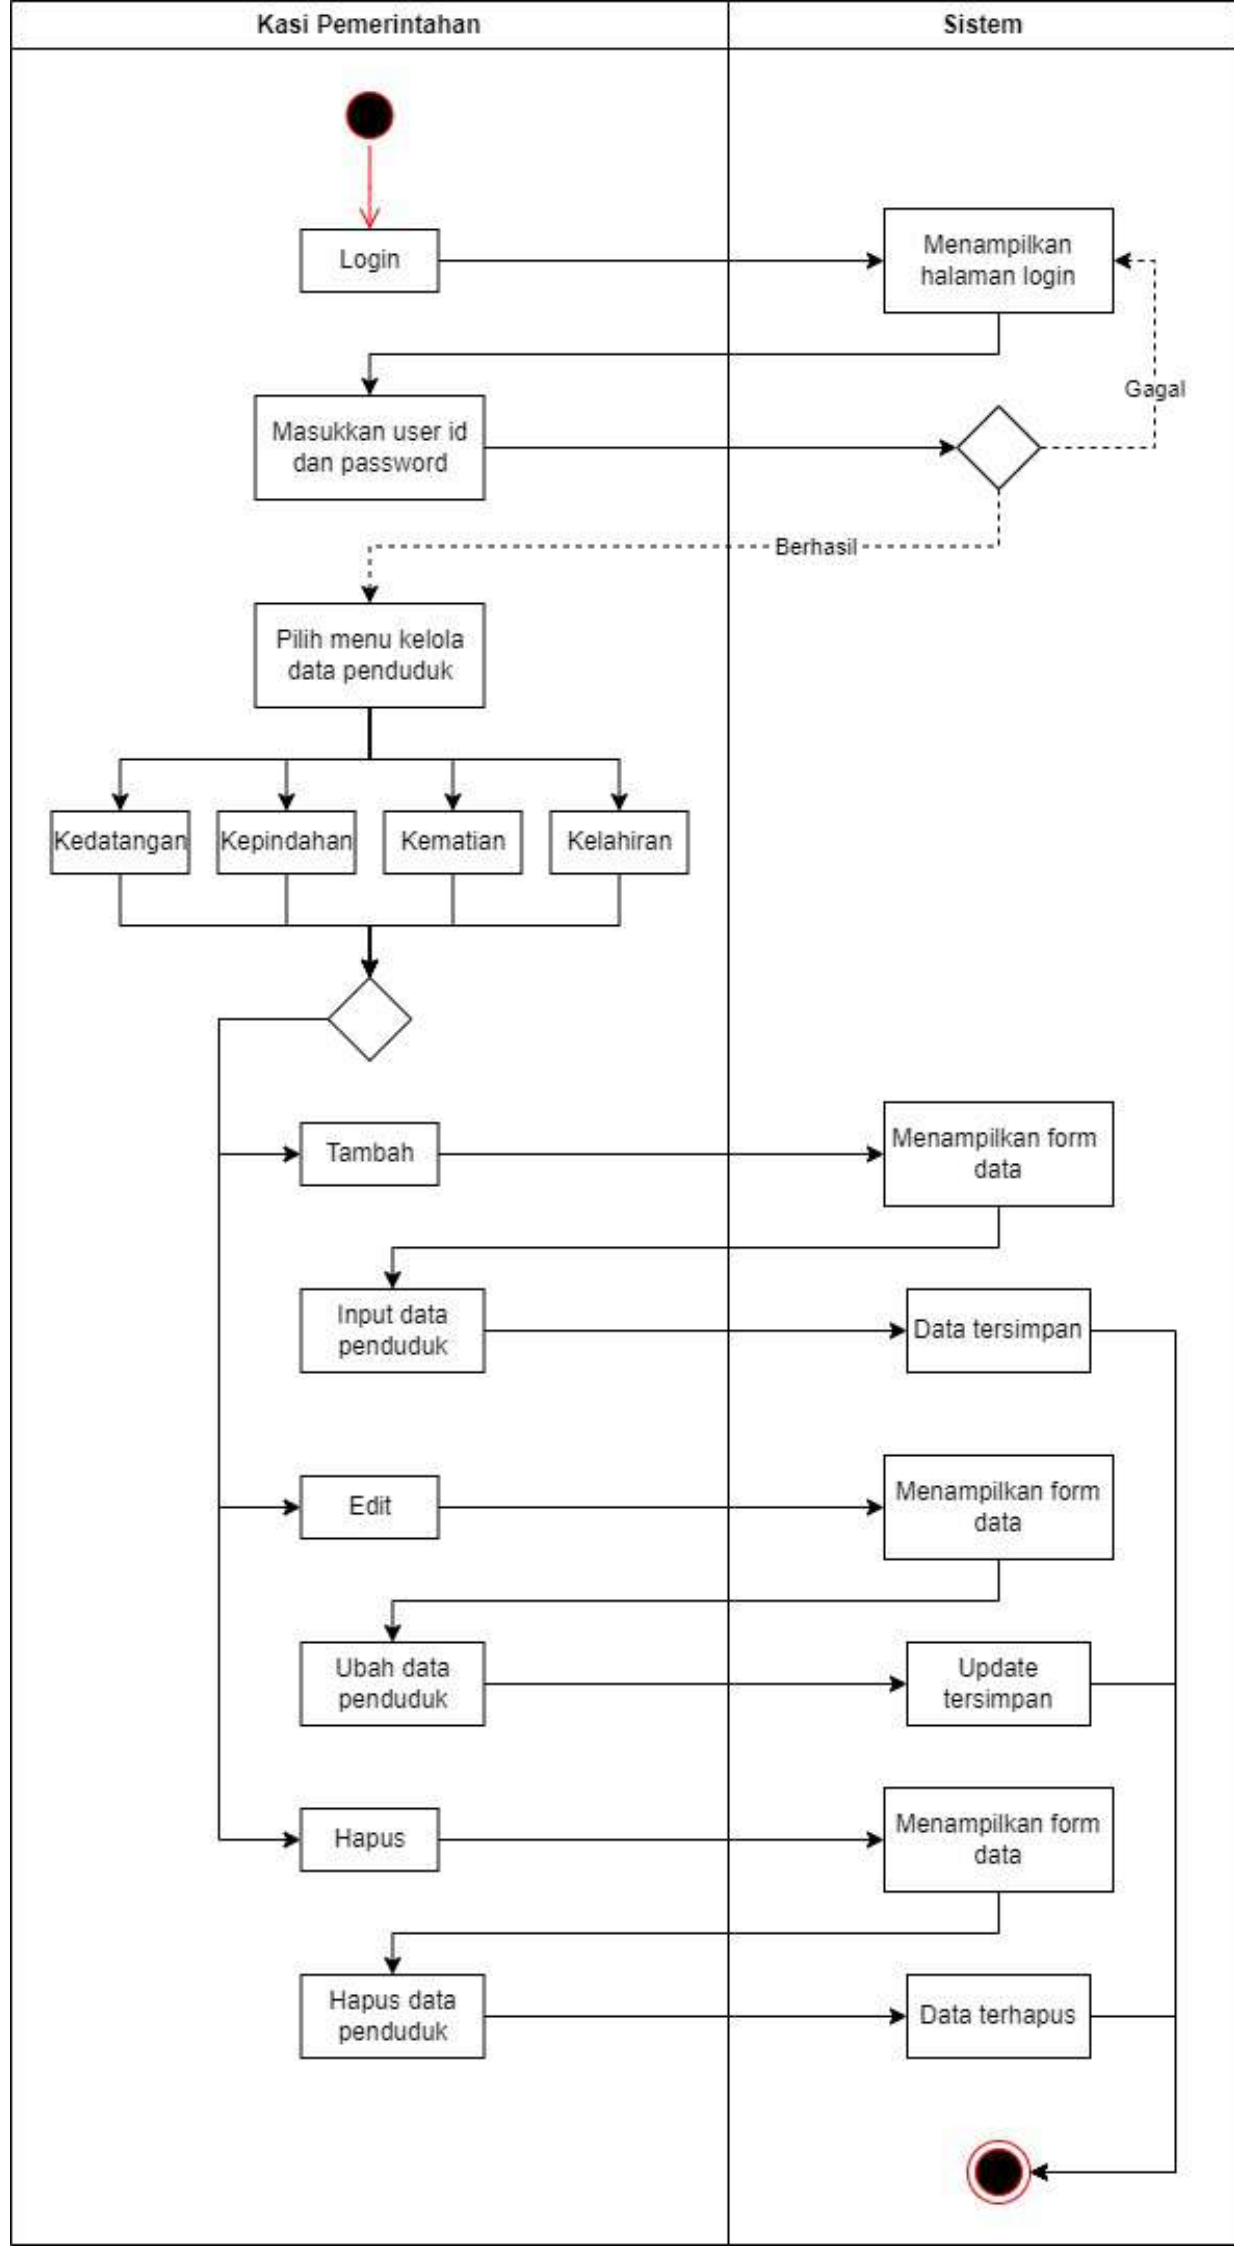 Kasi Pemerintahan
Sistem
Login
Menampilkan
halaman login
Gagal
Masukkan user id
dan password
Berhasil
Pilih menu kelola
data penduduk
Kedatangan
Kepindahan
Kematian
Kelahiran
Tambah
Menampilkan form
data
Input data
penduduk
Data tersimpan
Edit
Menampilkan form
data
Ubah data
penduduk
Update
tersimpan
Hapus
Menampilkan form
data
Hapus data
penduduk
Data terhapus